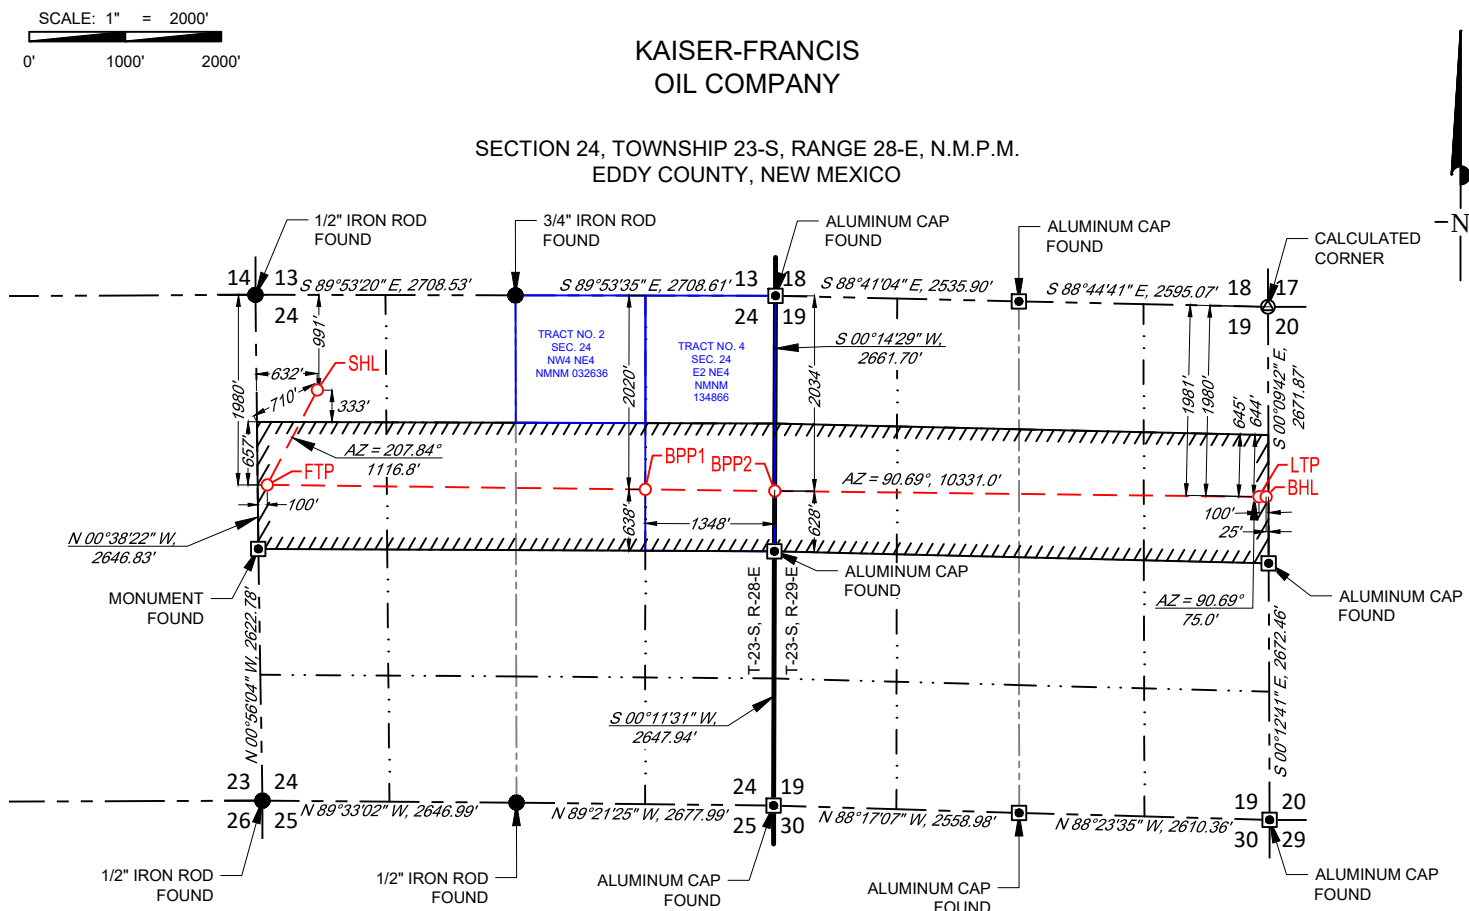 SCALE: 1" = 2000'
0' 1000' 2000'
KAISER-FRANCIS
OIL COMPANY
SECTION 24, TOWNSHIP 23-S, RANGE 28-E, N.M.P.M.
EDDY COUNTY, NEW MEXICO
N
1/2" IRON ROD
FOUND
3/4" IRON ROD
FOUND
ALUMINUM CAP
FOUND
ALUMINUM CAP
FOUND
CALCULATED
CORNER
14 13
24
S 89°53'20" E, 2708.53'
S 89°53'35" E, 2708.61'
13 18
24 19
S 88°41'04" E, 2535.90'
S 88°44'41" E, 2595.07'
18 17
19 20
TRACT NO. 2
SEC. 24
NW4 NE4
NMNM 032636
TRACT NO. 4
SEC. 24
E2 NE4
NMNM
134866
S 00°14'29" W,
2661.70'
S 00°09'42" E,
2671.87'
991'
632'
SHL
710'
333'
1980'
657'
AZ = 207.84°
1116.8'
FTP
100'
2020'
2034'
BPP1
BPP2
AZ = 90.69°, 10331.0'
1348'
638'
628'
1981'
1980'
645'
644'
LTP
BHL
100'
25'
N 00°38'22" W,
2646.83'
MONUMENT
FOUND
ALUMINUM CAP
FOUND
AZ = 90.69°
75.0'
ALUMINUM CAP
FOUND
N 00°56'04" W, 2622.78'
T-23-S, R-28-E
T-23-S, R-29-E
S 00°11'31" W,
2647.94'
S 00°12'41" E, 2672.46'
23 24
26 25
N 89°33'02" W, 2646.99'
N 89°21'25" W, 2677.99'
24 19
25 30
N 88°17'07" W, 2558.98'
N 88°23'35" W, 2610.36'
19 20
30 29
1/2" IRON ROD
FOUND
1/2" IRON ROD
FOUND
ALUMINUM CAP
FOUND
ALUMINUM CAP
FOUND
ALUMINUM CAP
FOUND